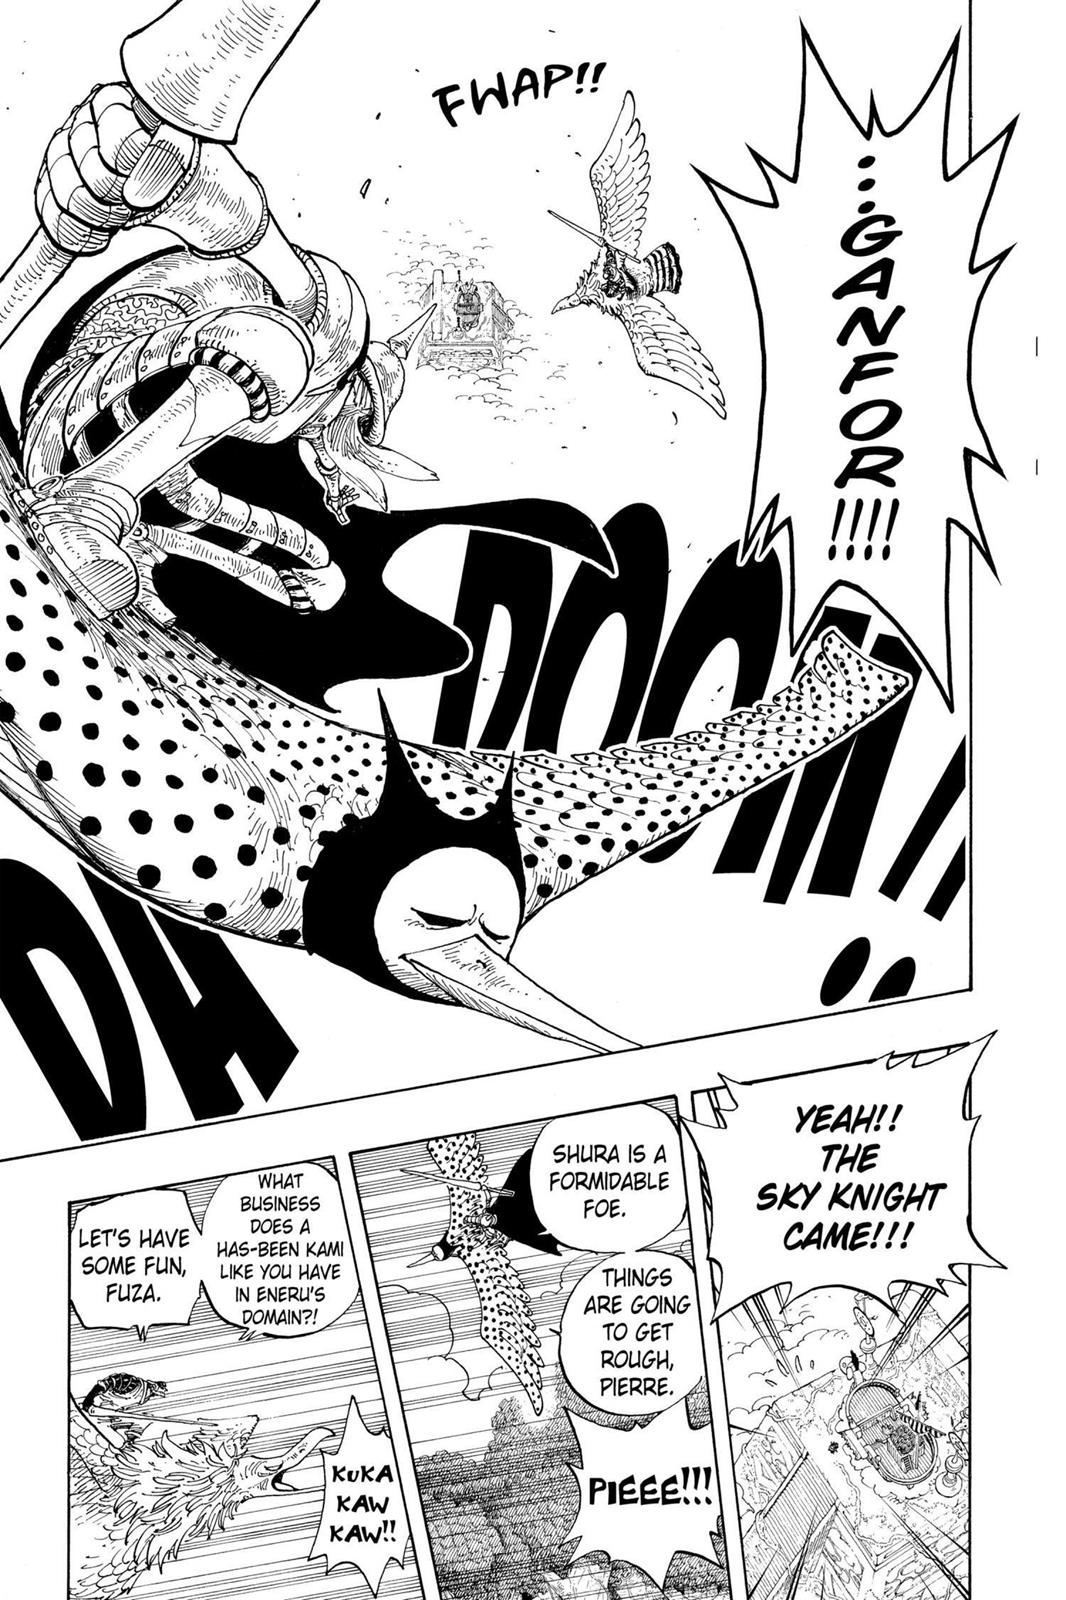 ...GANFOR!!!!
FWAP!!
DHOOM!!
YEAH!!
THE
SKY KNIGHT
CAME!!!
SHURA IS A
FORMIDABLE
FOE.
THINGS
ARE GOING
TO GET
ROUGH,
PIERRE.
PIEEE!!!
WHAT
BUSINESS
DOES A
HAS-BEEN KAMI
LIKE YOU HAVE
IN ENERU'S
DOMAIN?!
LET'S HAVE
SOME FUN,
FUZA.
KUKA
KAW
KAW!!